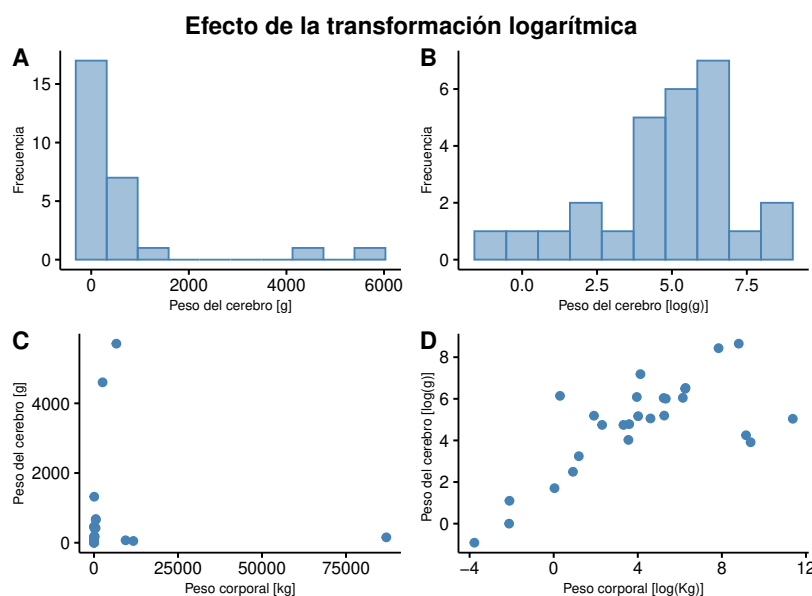 Efecto de la transformación logarítmica
A
Frecuencia
15
10
5
0
0 2000 4000 6000
Peso del cerebro [g]
B
Frecuencia
6
4
2
0
0.0 2.5 5.0 7.5
Peso del cerebro [log(g)]
C
Peso del cerebro [g]
4000
2000
0
0 25000 50000 75000
Peso corporal [kg]
D
Peso del cerebro [log(g)]
8
6
4
2
0
−4 0 4 8 12
Peso corporal [log(Kg)]